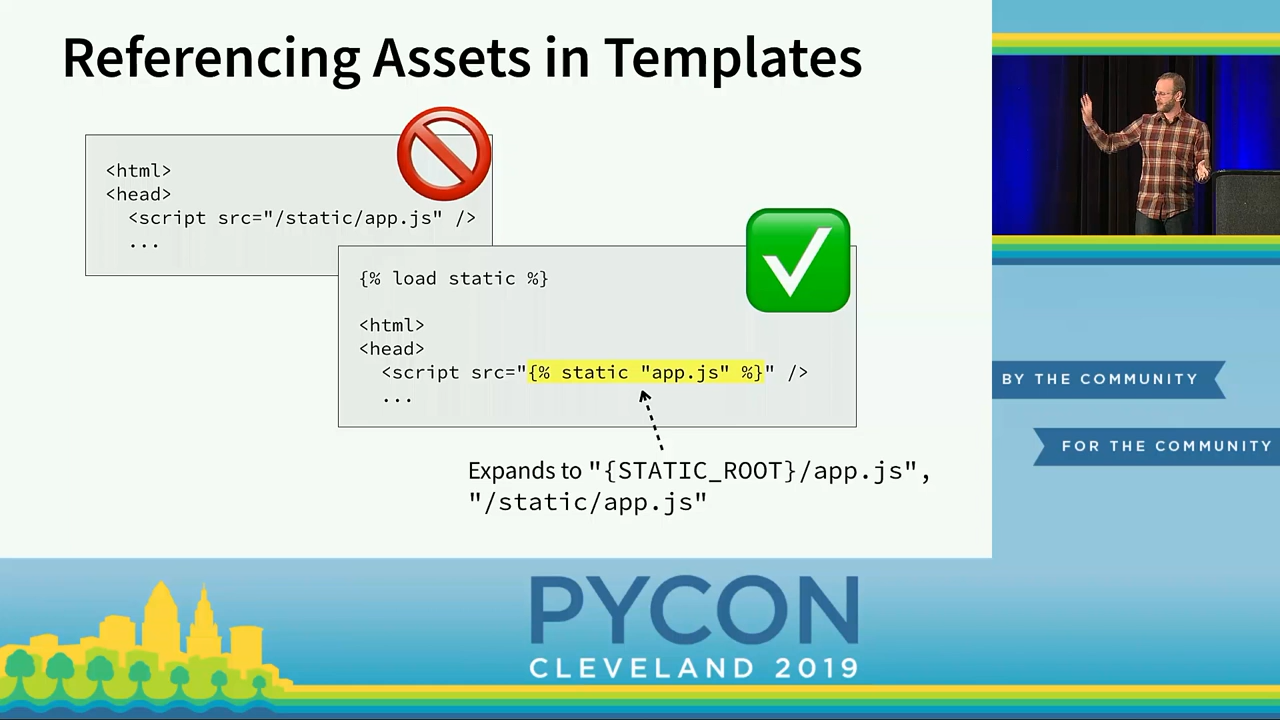 Referencing Assets in Templates
<html>
<head>
<script src="/static/app.js" />
...
{% load static %}
<html>
<head>
<script src="{% static "app.js" %}" />
...
Expands to "{STATIC_ROOT}/app.js",
"/static/app.js"
BY THE COMMUNITY
FOR THE COMMUNITY
PYCON
CLEVELAND 2019